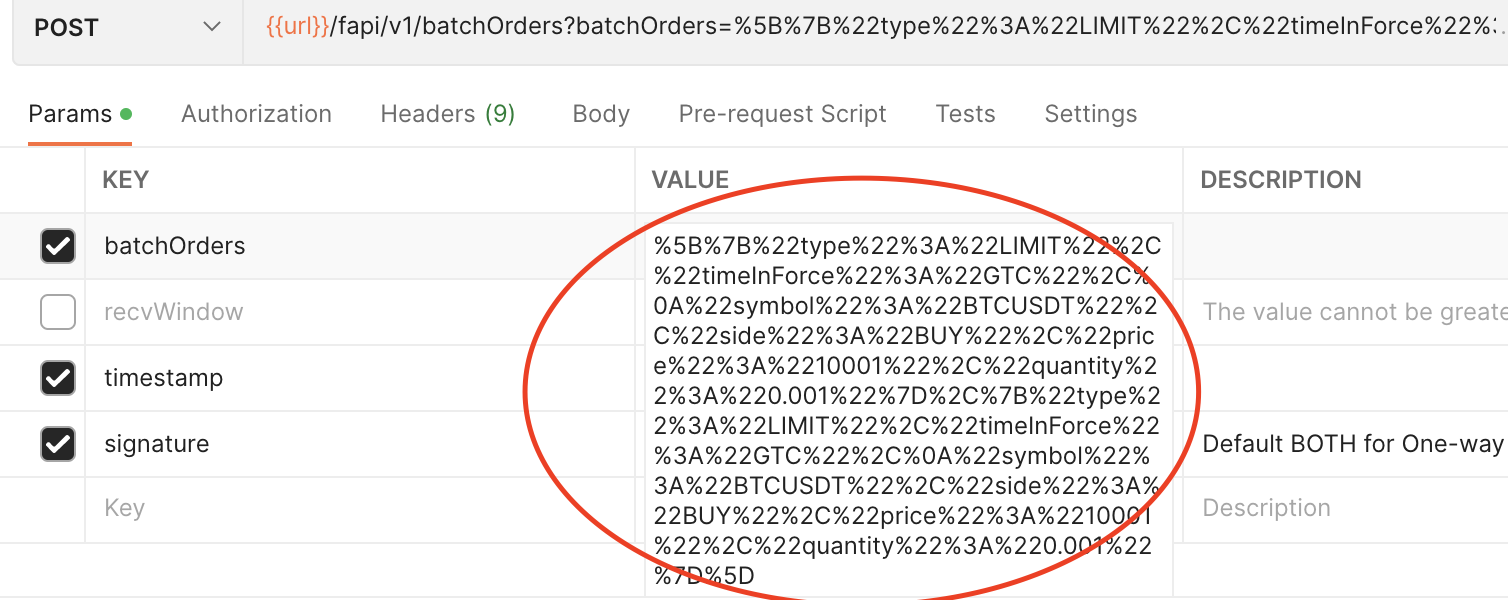 POST
{{url}}/fapi/v1/batchOrders?batchOrders=%5B%7B%22type%22%3A%22LIMIT%22%2C%22timeInForce%22%
Params Authorization Headers (9) Body Pre-request Script Tests Settings
KEY VALUE DESCRIPTION
batchOrders
%5B%7B%22type%22%3A%22LIMIT%22%2C
%22timeInForce%22%3A%22GTC%22%2C%
0A%22symbol%22%3A%22BTCUSDT%22%2
C%22side%22%3A%22BUY%22%2C%22pric
e%22%3A%2210001%22%2C%22quantity%2
2%3A%220.001%22%7D%2C%7B%22type%2
2%3A%22LIMIT%22%2C%22timeInForce%22
%3A%22GTC%22%2C%0A%22symbol%22%
3A%22BTCUSDT%22%2C%22side%22%3A%
22BUY%22%2C%22price%22%3A%2210001
%22%2C%22quantity%22%3A%220.001%22
%7D%5D
recvWindow
The value cannot be greate
timestamp
signature
Default BOTH for One-way
Key
Description